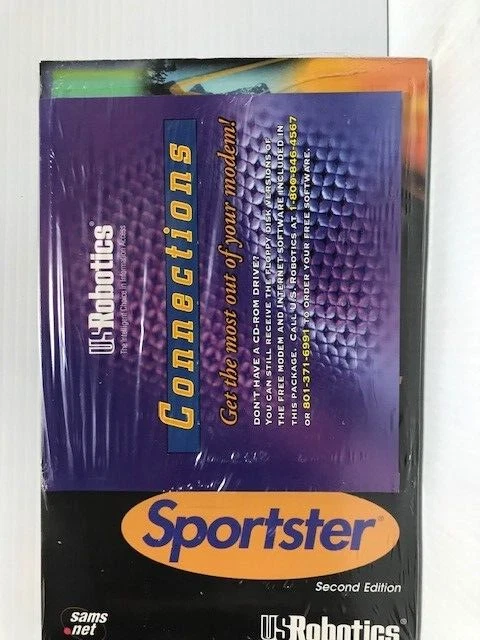 U.S.Robotics®
The Intelligent Choice in Information Access
Connections
Get the most out of your modem!
DON'T HAVE A CD-ROM DRIVE?
YOU CAN STILL RECEIVE THE FLOPPY DISK VERSIONS OF
THE FREE MODEM AND INTERNET SOFTWARE INCLUDED IN
THIS PACKAGE. CALL U.S. ROBOTICS AT 1-800-846-4567
OR 801-371-6991 TO ORDER YOUR FREE SOFTWARE.
Sportster®
Second Edition
sams
.net
U.S.Robotics®